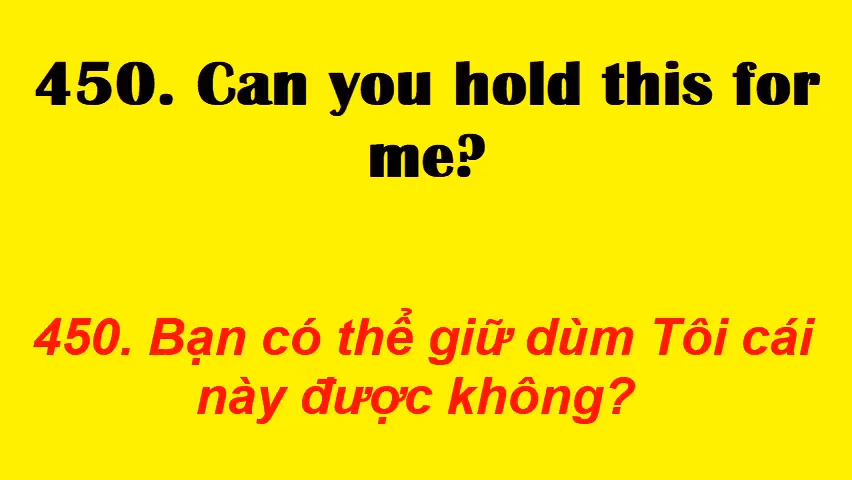 450. Can you hold this for
me?
450. Bạn có thể giữ dùm Tôi cái
này được không?